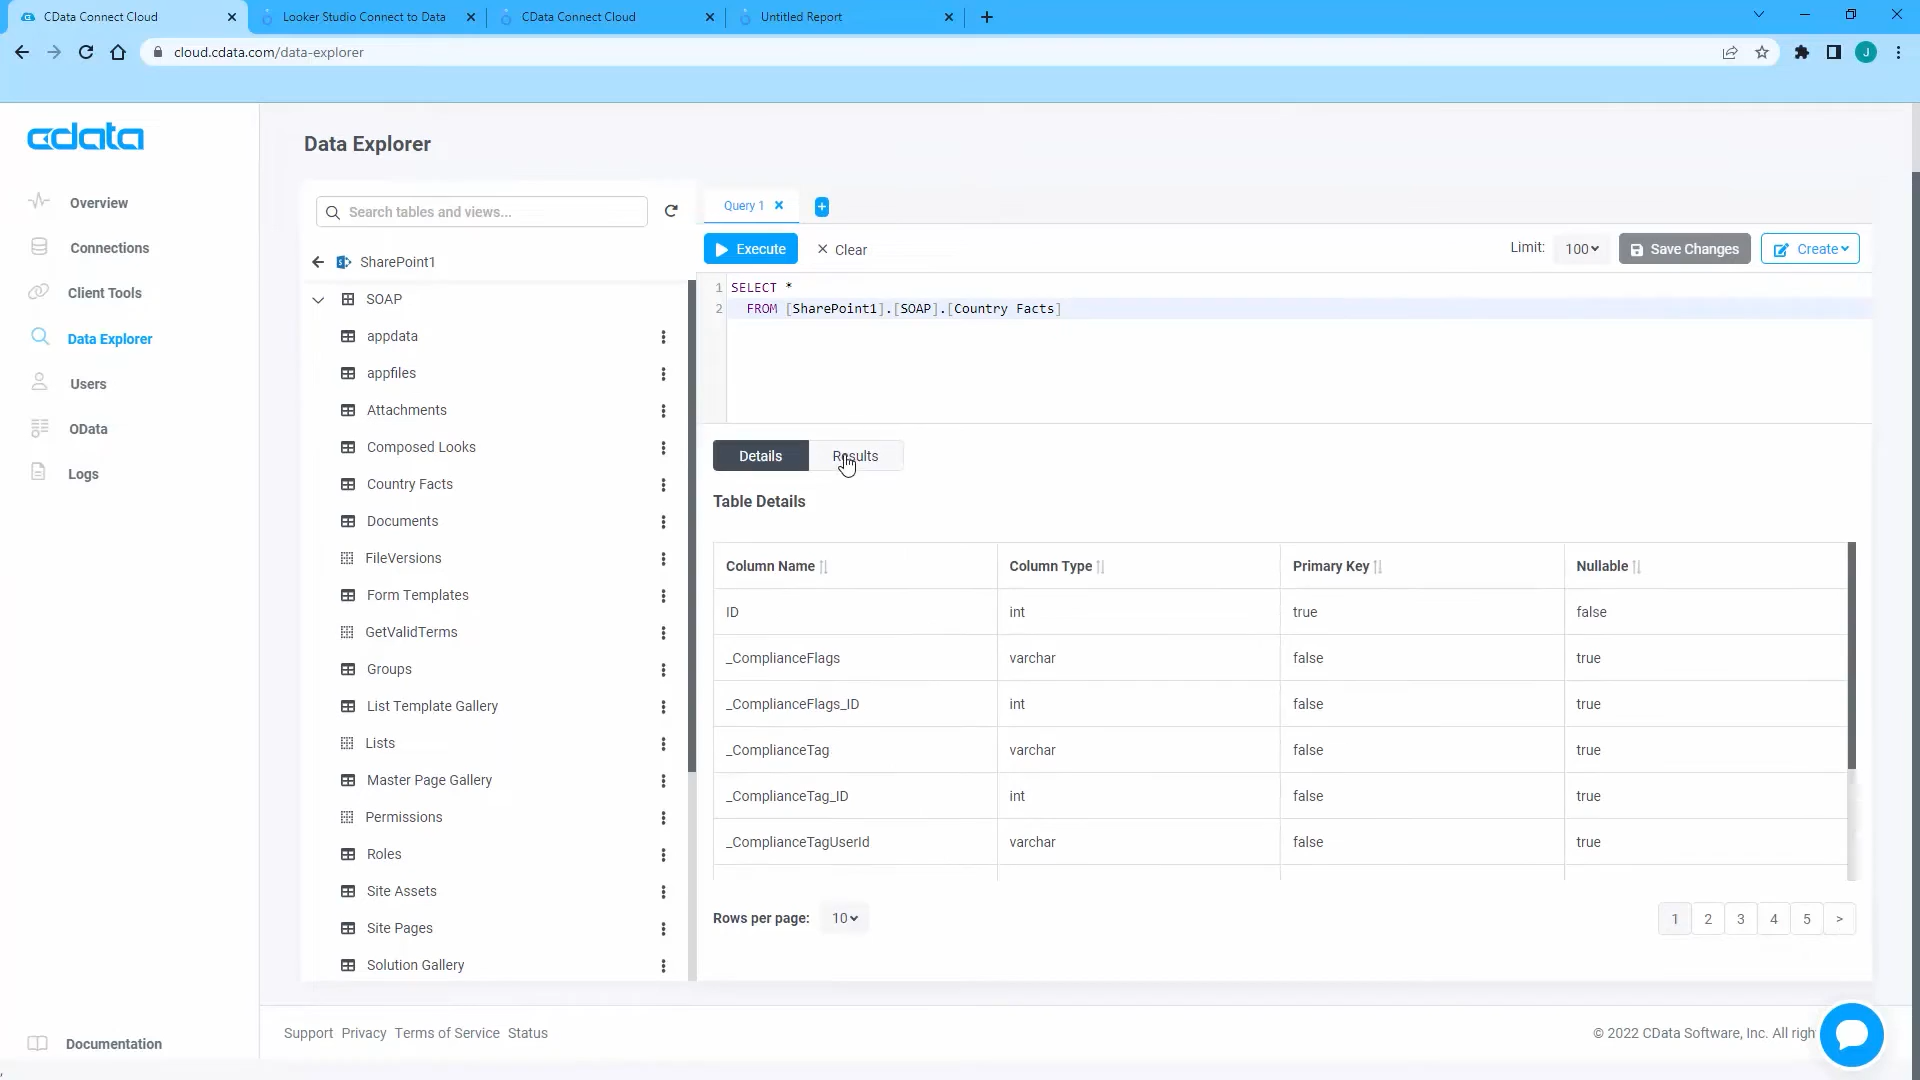 CData Connect Cloud
Looker Studio Connect to Data
CData Connect Cloud
Untitled Report
cloud.cdata.com/data-explorer
J
cdata
Overview
Connections
Client Tools
Data Explorer
Users
OData
Logs
Documentation
Data Explorer
Search tables and views...
SharePoint1
SOAP
appdata
appfiles
Attachments
Composed Looks
Country Facts
Documents
FileVersions
Form Templates
GetValidTerms
Groups
List Template Gallery
Lists
Master Page Gallery
Permissions
Roles
Site Assets
Site Pages
Solution Gallery
Query 1
Execute
Clear
Limit: 100
Save Changes
Create
1 SELECT *
2 FROM [SharePoint1].[SOAP].[Country Facts]
Details Results
Table Details
Column Name Column Type Primary Key Nullable
ID int true false
_ComplianceFlags varchar false true
_ComplianceFlags_ID int false true
_ComplianceTag varchar false true
_ComplianceTag_ID int false true
_ComplianceTagUserId varchar false true
Rows per page: 10
1 2 3 4 5 >
Support Privacy Terms of Service Status
© 2022 CData Software, Inc. All righ